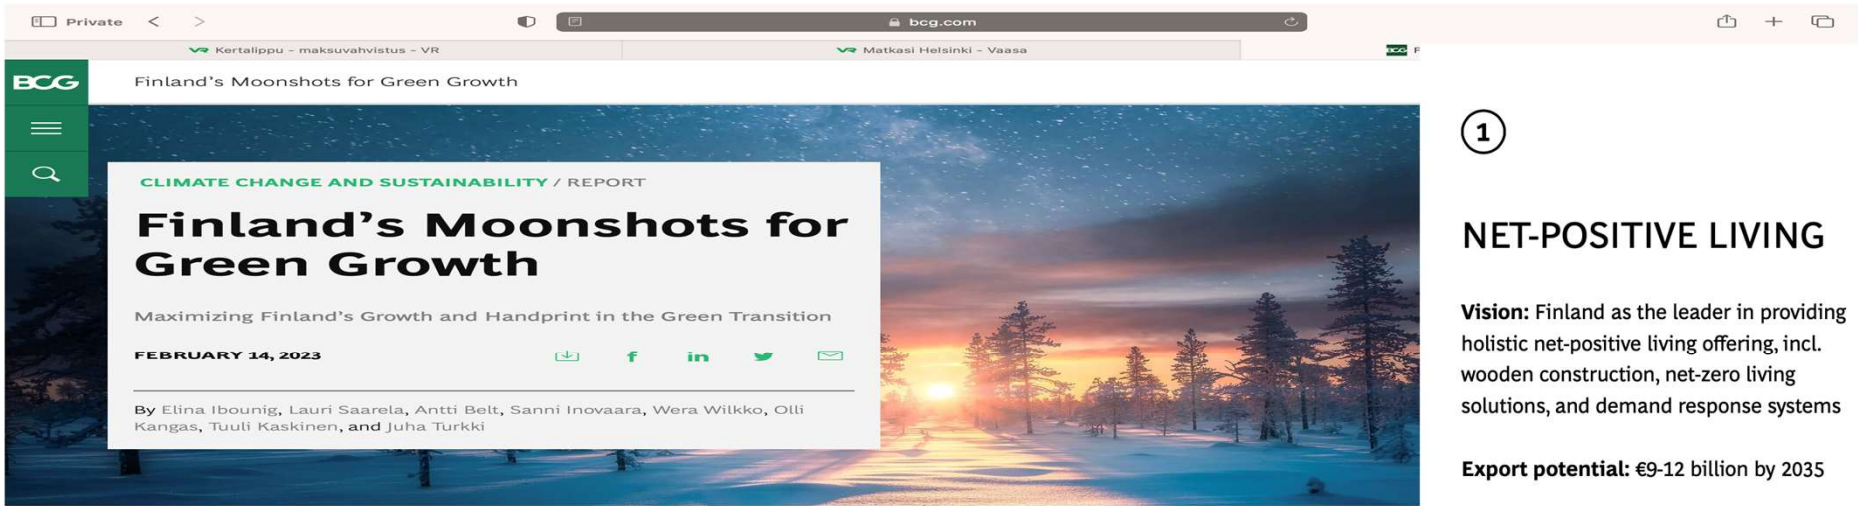 Private
bcg.com
Kertalippu - maksuvahvistus - VR
Matkasi Helsinki - Vaasa
BCG F
BCG
Finland's Moonshots for Green Growth
CLIMATE CHANGE AND SUSTAINABILITY / REPORT
Finland's Moonshots for
Green Growth
Maximizing Finland's Growth and Handprint in the Green Transition
FEBRUARY 14, 2023
By Elina Ibounig, Lauri Saarela, Antti Belt, Sanni Inovaara, Wera Wilkko, Olli
Kangas, Tuuli Kaskinen, and Juha Turkki
1
NET-POSITIVE LIVING
Vision: Finland as the leader in providing
holistic net-positive living offering, incl.
wooden construction, net-zero living
solutions, and demand response systems
Export potential: €9-12 billion by 2035